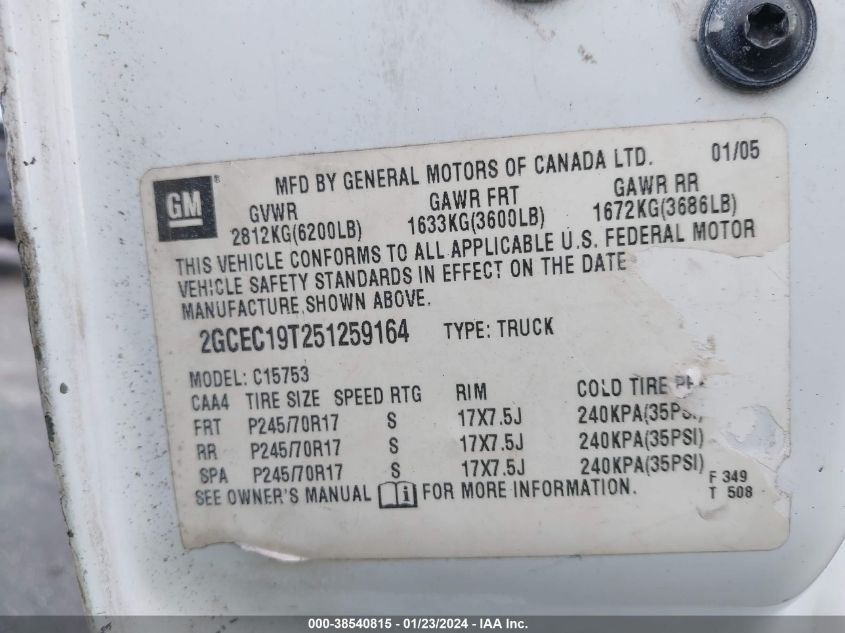 MFD BY GENERAL MOTORS OF CANADA LTD. 01/05
GM ®
GVWR GAWR FRT GAWR RR
2812KG(6200LB) 1633KG(3600LB) 1672KG(3686LB)
THIS VEHICLE CONFORMS TO ALL APPLICABLE U.S. FEDERAL MOTOR
VEHICLE SAFETY STANDARDS IN EFFECT ON THE DATE
MANUFACTURE SHOWN ABOVE.
2GCEC19T251259164 TYPE: TRUCK
MODEL: C15753
CAA4 TIRE SIZE SPEED RTG RIM COLD TIRE
FRT P245/70R17 S 17X7.5J 240KPA(35PSI)
RR P245/70R17 S 17X7.5J 240KPA(35PSI)
SPA P245/70R17 S 17X7.5J 240KPA(35PSI)
SEE OWNER'S MANUAL FOR MORE INFORMATION.
F 349
T 508
000-38540815 - 01/23/2024 - IAA Inc.